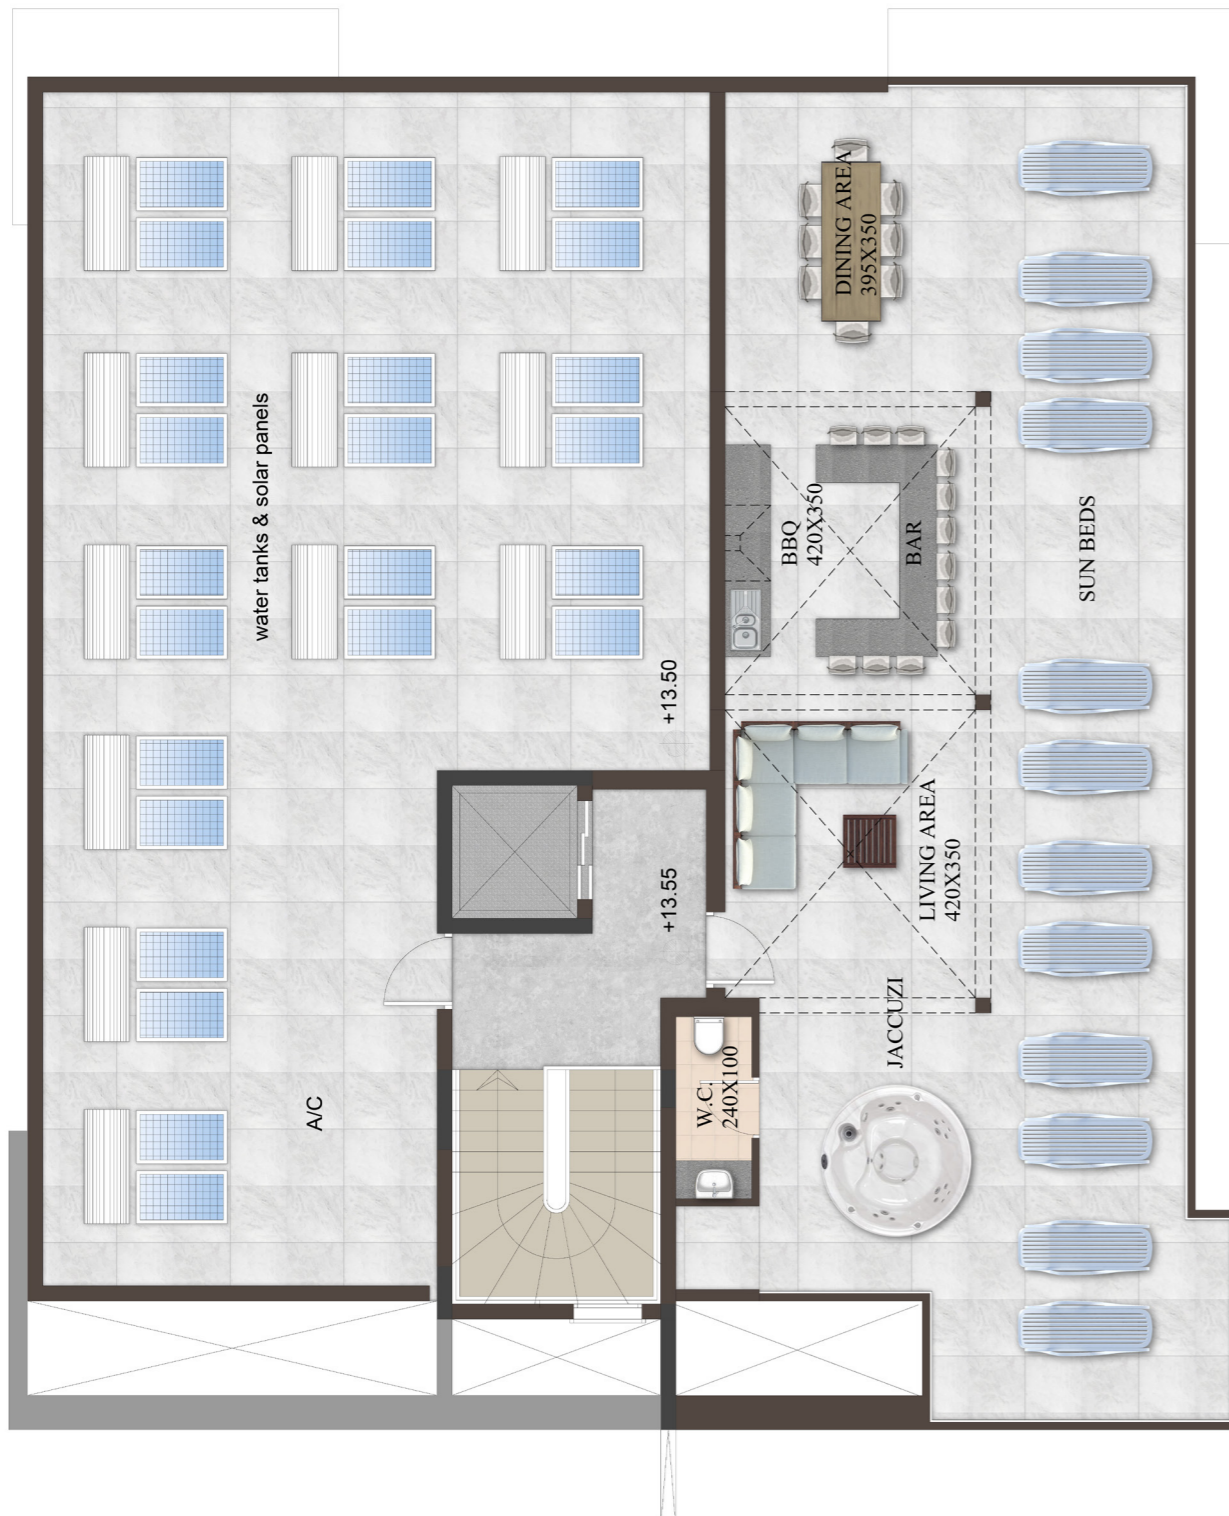 DINING AREA
395X350
water tanks & solar panels
BBQ
420X350
BAR
SUN BEDS
+13.50
+13.55
LIVING AREA
420X350
JACCUZI
W.C.
240X100
A/C